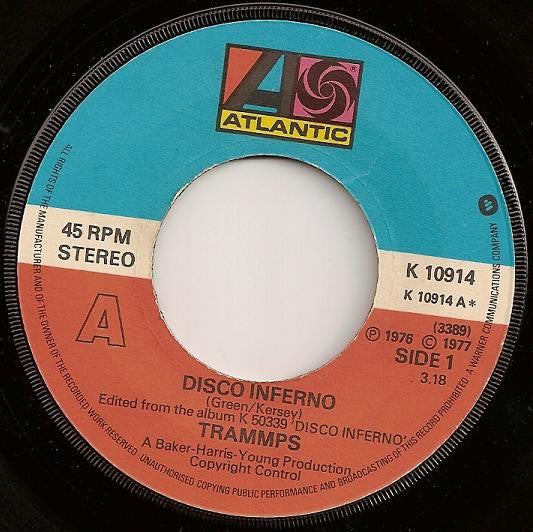 ATLANTIC
®
45 RPM
STEREO
K 10914
K 10914 A*
A
(3389)
℗ 1976 © 1977
SIDE 1
3.18
DISCO INFERNO
(Green/Kersey)
Edited from the album K 50339 'DISCO INFERNO'
TRAMMPS
A Baker-Harris-Young Production
Copyright Control
ALL RIGHTS OF THE MANUFACTURER AND OF THE OWNER OF THE RECORDED WORK RESERVED. UNAUTHORISED COPYING PUBLIC PERFORMANCE AND BROADCASTING OF THIS RECORD PROHIBITED · A WARNER COMMUNICATIONS COMPANY